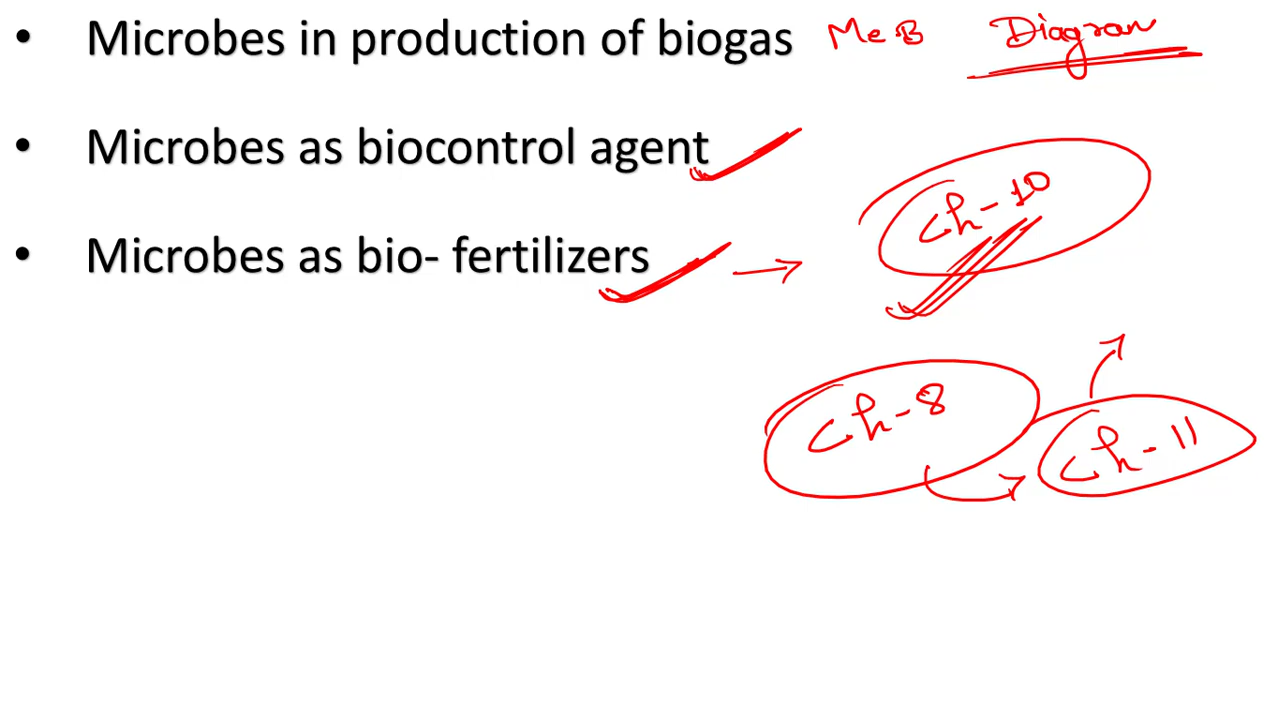 • Microbes in production of biogas MeB Diagram
• Microbes as biocontrol agent
Ch-10
• Microbes as bio- fertilizers
Ch-8
Ch-11